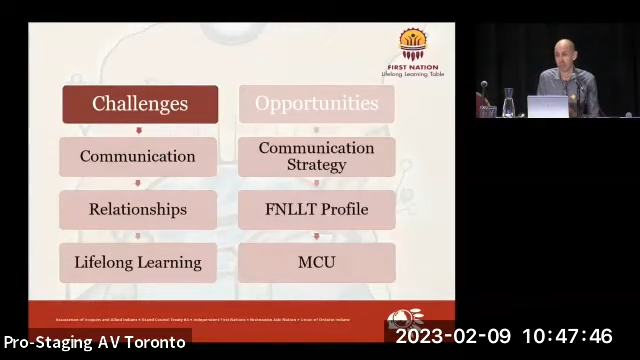 FIRST NATION
Lifelong Learning Table
Challenges
Opportunities
Communication
Communication
Strategy
Relationships
FNLLT Profile
Lifelong Learning
MCU
Association of Iroquois and Allied Indians • Grand Council Treaty #3 • Independent First Nations • Nishnawbe Aski Nation • Union of Ontario Indians
Pro-Staging AV Toronto
2023-02-09 10:47:46